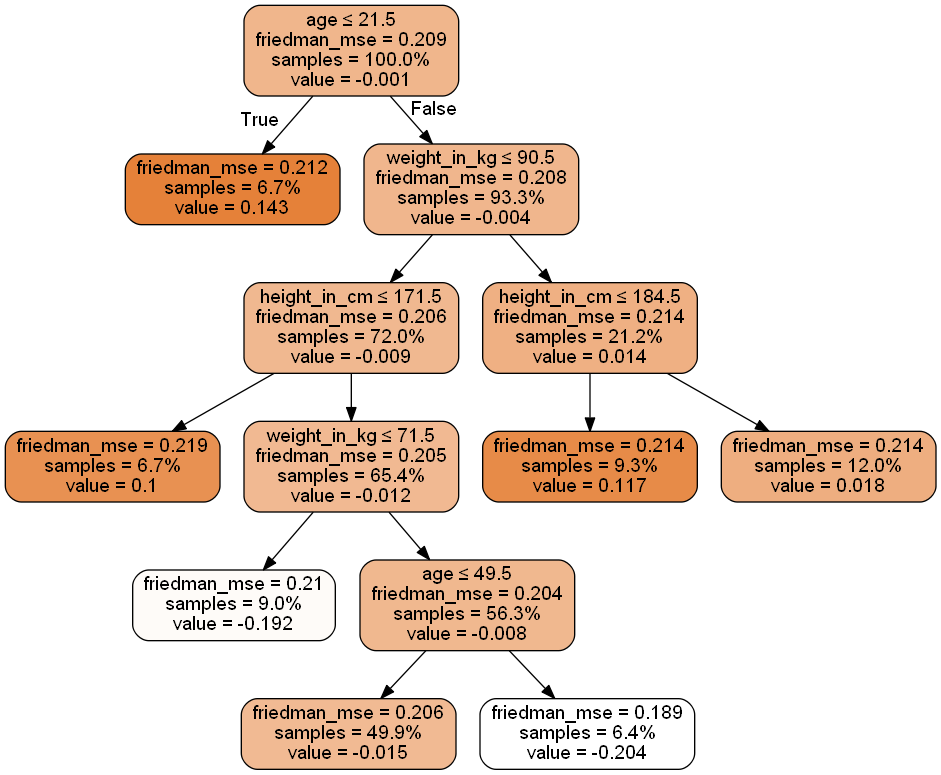 age ≤ 21.5
friedman_mse = 0.209
samples = 100.0%
value = -0.001
True
False
friedman_mse = 0.212
samples = 6.7%
value = 0.143
weight_in_kg ≤ 90.5
friedman_mse = 0.208
samples = 93.3%
value = -0.004
height_in_cm ≤ 171.5
friedman_mse = 0.206
samples = 72.0%
value = -0.009
height_in_cm ≤ 184.5
friedman_mse = 0.214
samples = 21.2%
value = 0.014
friedman_mse = 0.219
samples = 6.7%
value = 0.1
weight_in_kg ≤ 71.5
friedman_mse = 0.205
samples = 65.4%
value = -0.012
friedman_mse = 0.214
samples = 9.3%
value = 0.117
friedman_mse = 0.214
samples = 12.0%
value = 0.018
friedman_mse = 0.21
samples = 9.0%
value = -0.192
age ≤ 49.5
friedman_mse = 0.204
samples = 56.3%
value = -0.008
friedman_mse = 0.206
samples = 49.9%
value = -0.015
friedman_mse = 0.189
samples = 6.4%
value = -0.204